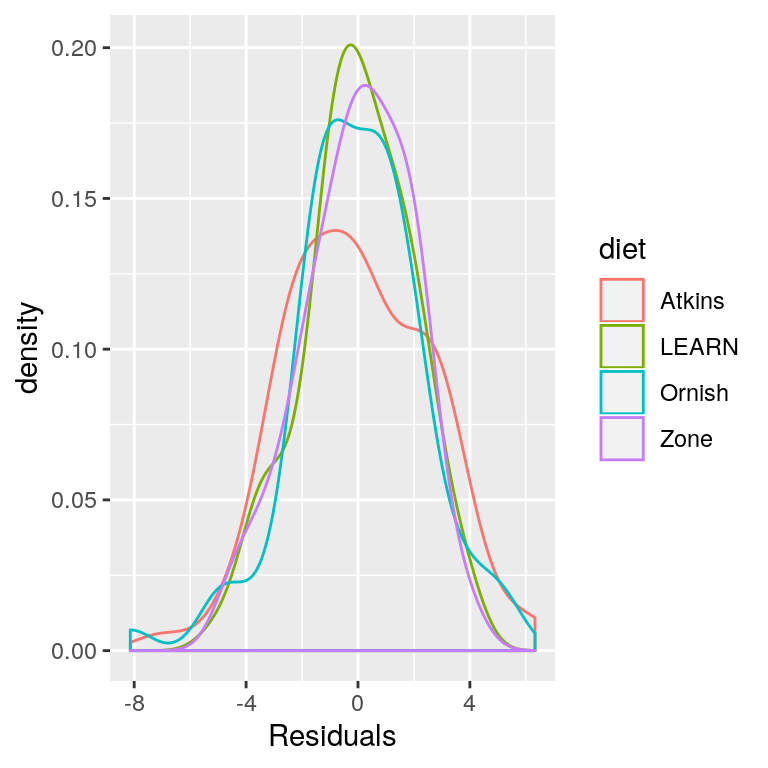 density
0.20
0.15
0.10
0.05
0.00
-8 -4 0 4
Residuals
diet
Atkins
LEARN
Ornish
Zone